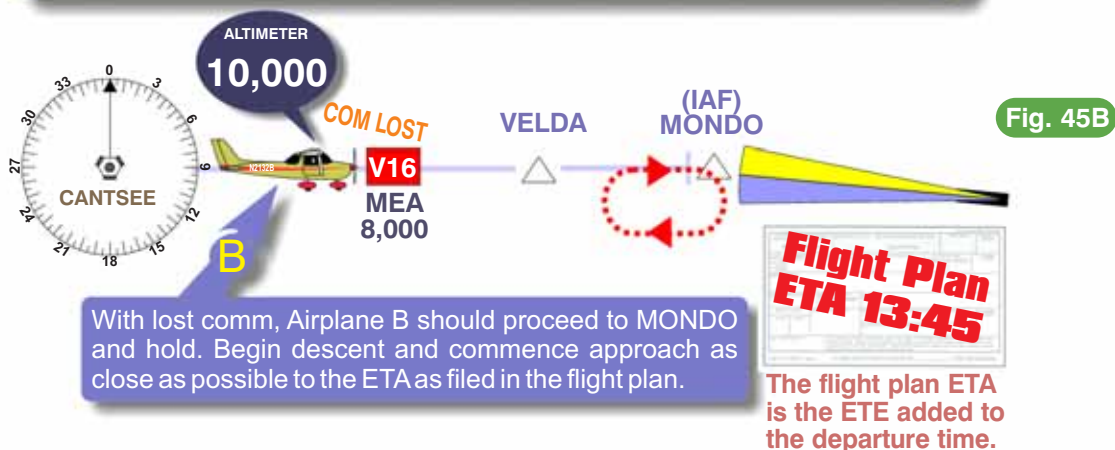 ALTIMETER
10,000
COM LOST
V16
MEA
8,000
VELDA
(IAF)
MONDO
Fig. 45B
0
3
6
6
12
15
18
21
24
27
30
33
CANTSEE
N2132B
B
With lost comm, Airplane B should proceed to MONDO
and hold. Begin descent and commence approach as
close as possible to the ETA as filed in the flight plan.
Flight Plan
ETA 13:45
The flight plan ETA
is the ETE added to
the departure time.